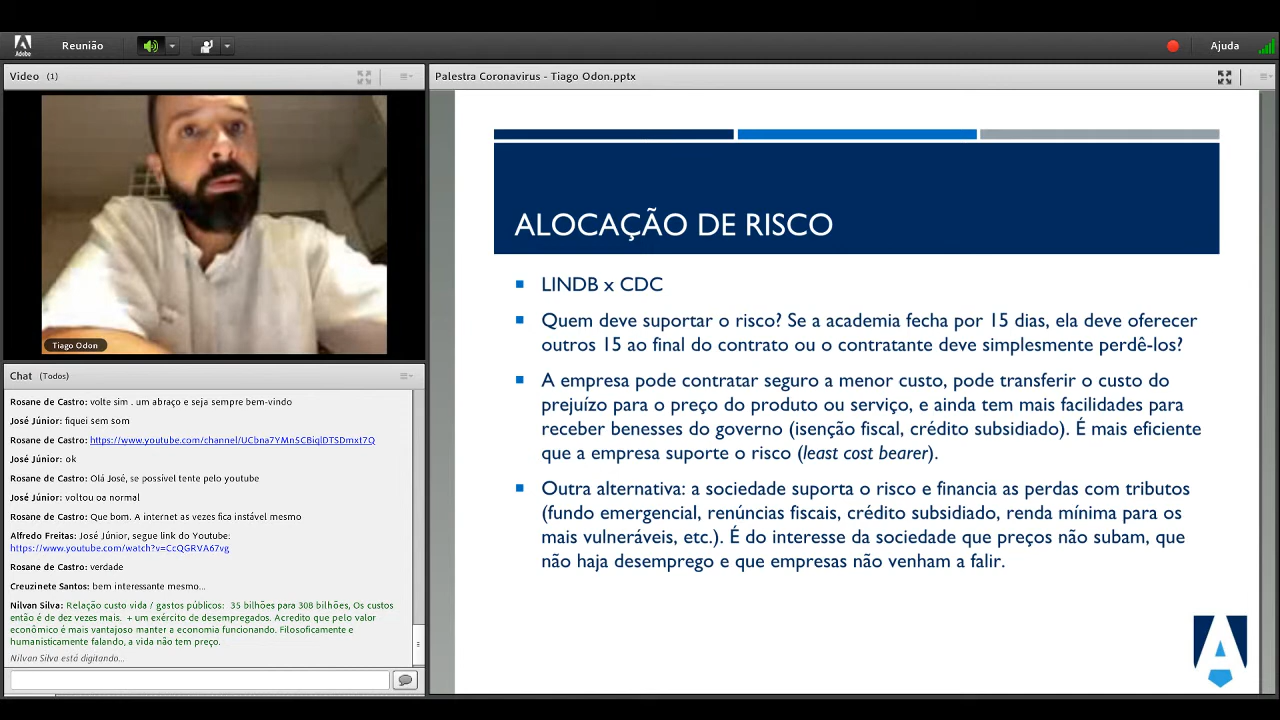 Adobe
Reunião
Ajuda
Video (1)
Tiago Odon
Chat (Todos)
Rosane de Castro: volte sim . um abraço e seja sempre bem-vindo
José Júnior: fiquei sem som
Rosane de Castro: https://www.youtube.com/channel/UCbna7YMnSCBiqlDTSDmxt7Q
José Júnior: ok
Rosane de Castro: Olá José, se possivel tente pelo youtube
José Júnior: voltou oa normal
Rosane de Castro: Que bom. A internet as vezes fica instável mesmo
Alfredo Freitas: José Júnior, segue link do Youtube:
https://www.youtube.com/watch?v=CcQGRVA67vg
Rosane de Castro: verdade
Creuzinete Santos: bem interessante mesmo...
Nilvan Silva: Relação custo vida / gastos públicos: 35 bilhões para 308 bilhões, Os custos
então é de dez vezes mais. + um exército de desempregados. Acredito que pelo valor
econômico é mais vantajoso manter a economia funcionando. Filosoficamente e
humanisticamente falando, a vida não tem preço.
Nilvan Silva está digitando...
Palestra Coronavirus - Tiago Odon.pptx
ALOCAÇÃO DE RISCO
LINDB x CDC
Quem deve suportar o risco? Se a academia fecha por 15 dias, ela deve oferecer
outros 15 ao final do contrato ou o contratante deve simplesmente perdê-los?
A empresa pode contratar seguro a menor custo, pode transferir o custo do
prejuízo para o preço do produto ou serviço, e ainda tem mais facilidades para
receber benesses do governo (isenção fiscal, crédito subsidiado). É mais eficiente
que a empresa suporte o risco (least cost bearer).
Outra alternativa: a sociedade suporta o risco e financia as perdas com tributos
(fundo emergencial, renúncias fiscais, crédito subsidiado, renda mínima para os
mais vulneráveis, etc.). É do interesse da sociedade que preços não subam, que
não haja desemprego e que empresas não venham a falir.